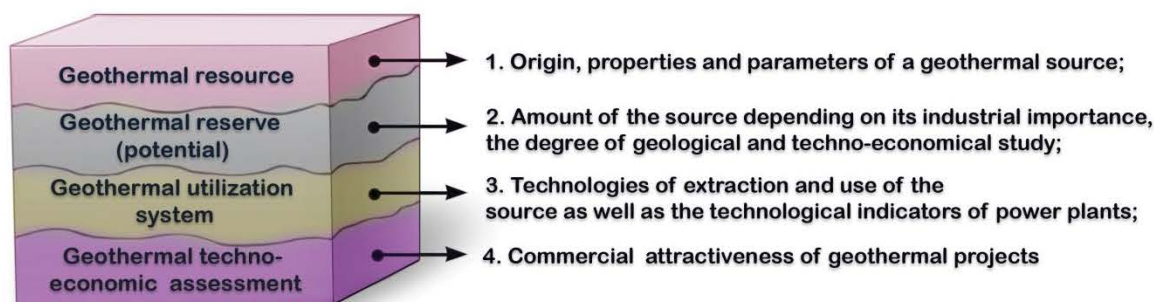 Geothermal resource
1. Origin, properties and parameters of a geothermal source;
Geothermal reserve
(potential)
2. Amount of the source depending on its industrial importance,
the degree of geological and techno-economical study;
Geothermal utilization
system
3. Technologies of extraction and use of the
source as well as the technological indicators of power plants;
Geothermal techno-
economic assessment
4. Commercial attractiveness of geothermal projects